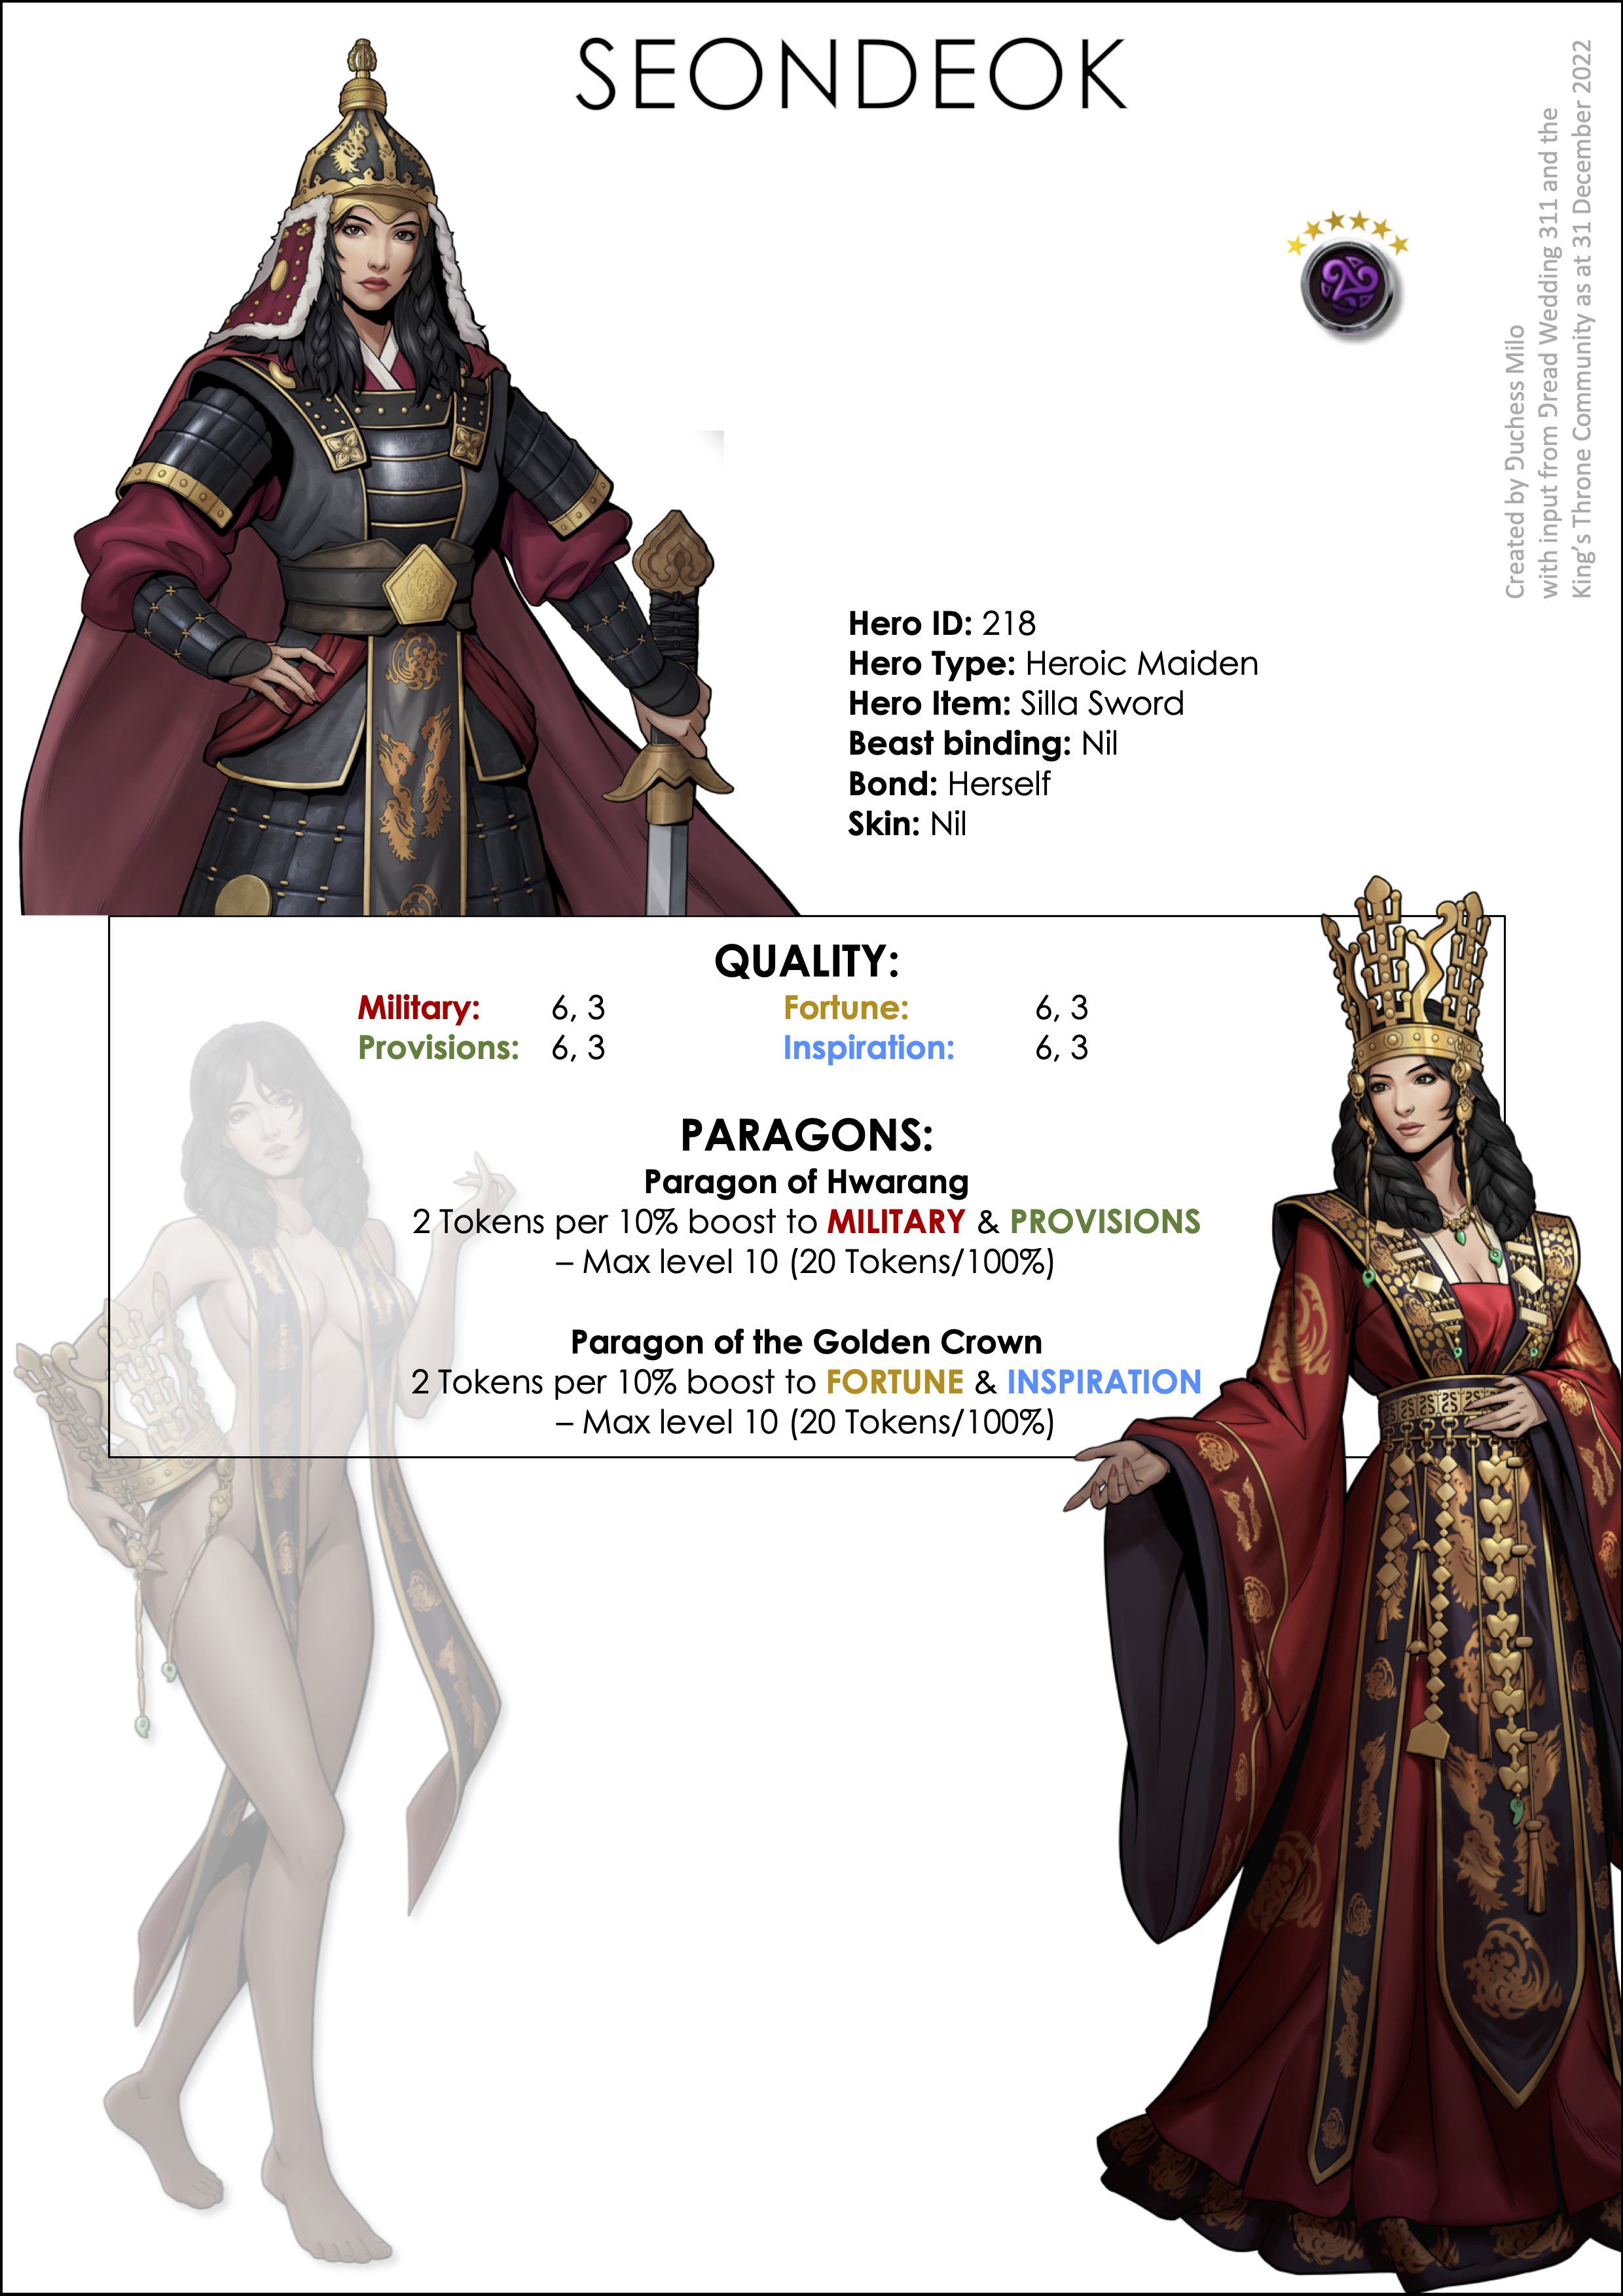 SEONDEOK
Created by Duchess Milo
with input from Dread Wedding 311 and the
King's Throne Community as at 31 December 2022
Hero ID: 218
Hero Type: Heroic Maiden
Hero Item: Silla Sword
Beast binding: Nil
Bond: Herself
Skin: Nil
QUALITY:
Military: 6, 3 Fortune: 6, 3
Provisions: 6, 3 Inspiration: 6, 3
PARAGONS:
Paragon of Hwarang
2 Tokens per 10% boost to MILITARY & PROVISIONS
– Max level 10 (20 Tokens/100%)
Paragon of the Golden Crown
2 Tokens per 10% boost to FORTUNE & INSPIRATION
– Max level 10 (20 Tokens/100%)